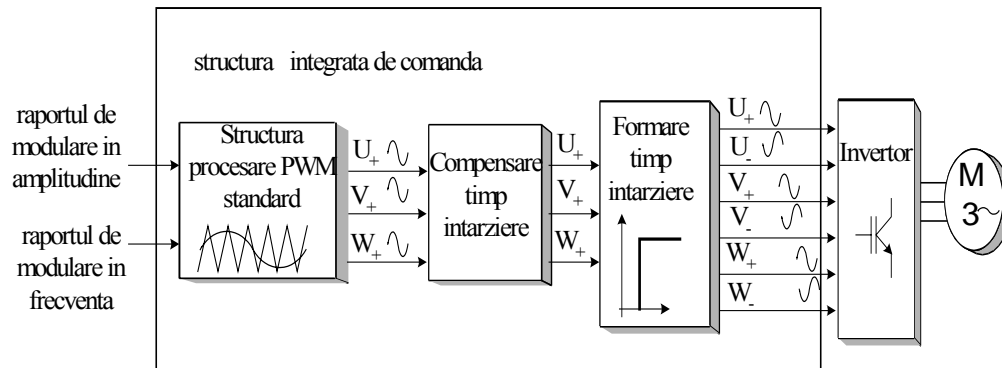 structura integrata de comanda
raportul de
modulare in
amplitudine
raportul de
modulare in
frecventa
Structura
procesare PWM
standard
U+
V+
W+
Compensare
timp
intarziere
U+
V+
W+
Formare
timp
intarziere
U+
U-
V+
V-
W+
W-
Invertor
M
3~